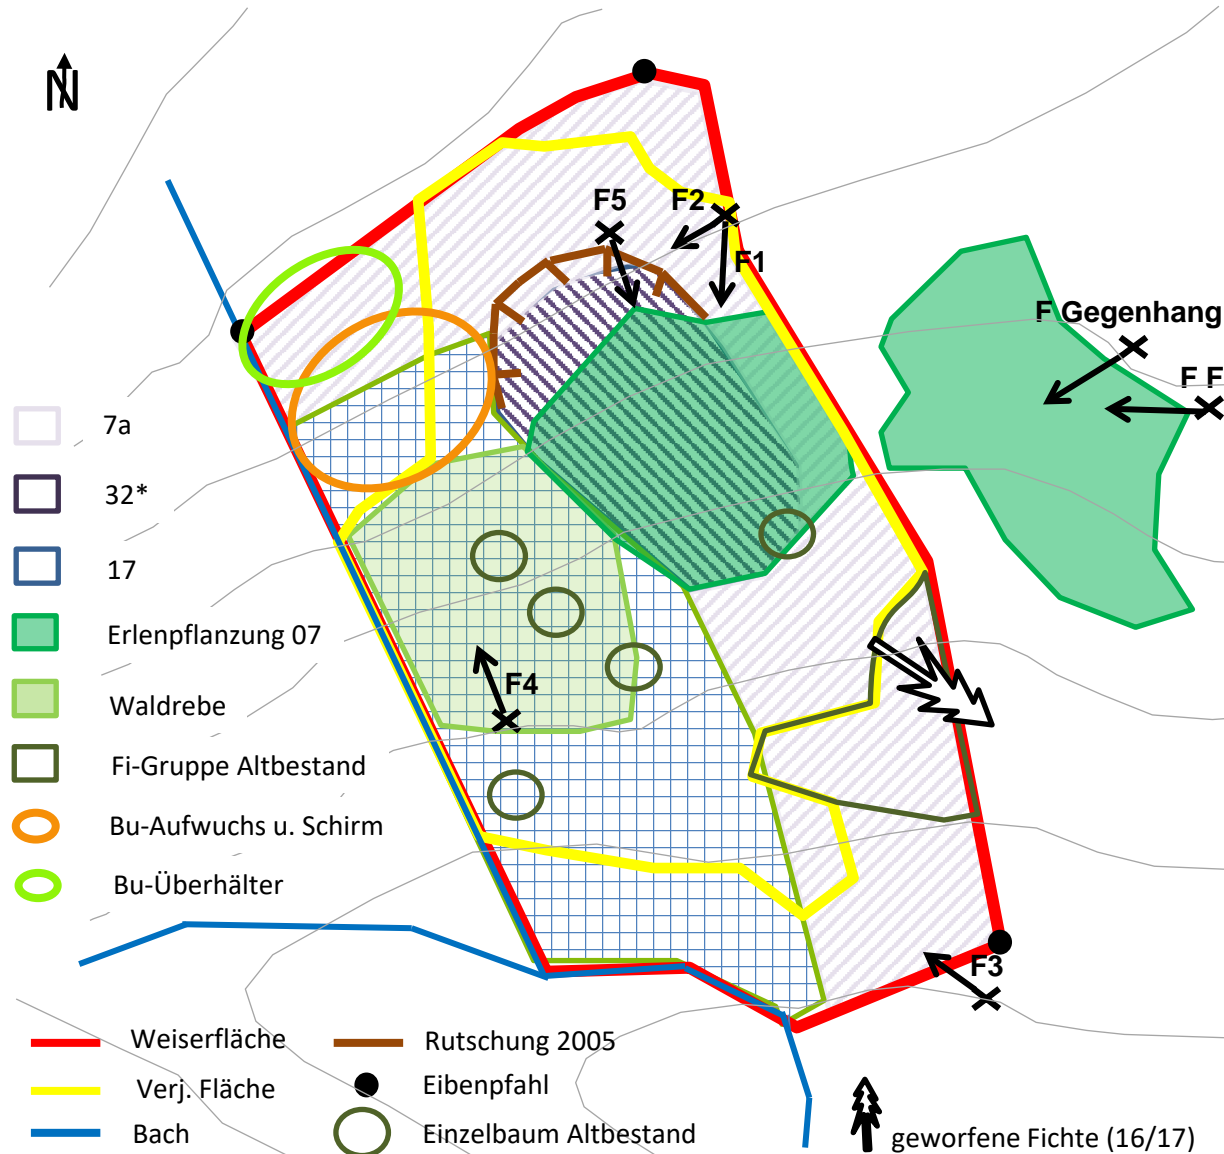 N
F5
F2
F1
F Gegenhang
F F
7a
32*
17
Erlenpflanzung 07
Waldrebe
F4
Fi-Gruppe Altbestand
Bu-Aufwuchs u. Schirm
Bu-Überhälter
F3
Weiserfläche
Rutschung 2005
Verj. Fläche
Eibenpfahl
Bach
Einzelbaum Altbestand
geworfene Fichte (16/17)